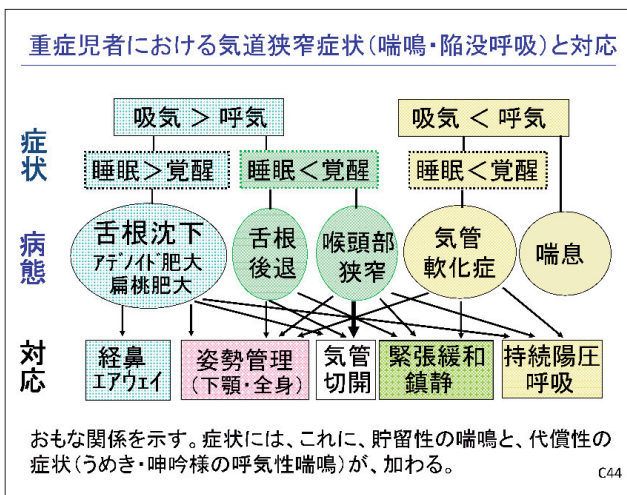 重症児者における気道狭窄症状(喘鳴・陥没呼吸)と対応
症状
吸気 > 呼気
吸気 < 呼気
睡眠>覚醒
睡眠<覚醒
睡眠<覚醒
病態
舌根沈下
アデノイド肥大
扁桃肥大
舌根
後退
喉頭部
狭窄
気管
軟化症
喘息
対応
経鼻
エアウェイ
姿勢管理
(下顎・全身)
気管
切開
緊張緩和
鎮静
持続陽圧
呼吸
おもな関係を示す。症状には、これに、貯留性の喘鳴と、代償性の
症状(うめき・呻吟様の呼気性喘鳴)が、加わる。
C44